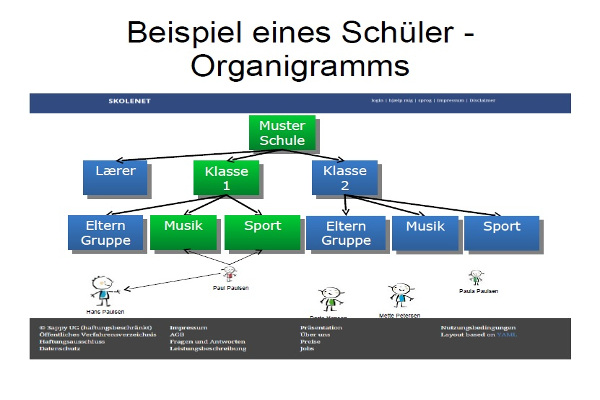 Beispiel eines Schüler -
Organigramms
SKOLENET
login | hjælp mig | sprog | Impressum | Disclaimer
Muster
Schule
Lærer
Klasse
1
Klasse
2
Eltern
Gruppe
Musik
Sport
Eltern
Gruppe
Musik
Sport
Hans Paulsen
Paul Paulsen
Mette Petersen
Paula Paulsen
© Sappy UG (haftungsbeschränkt)
Öffentliches Verfahrensverzeichnis
Haftungsausschluss
Datenschutz
Impressum
AGB
Fragen und Antworten
Leistungsbeschreibung
Präsentation
Über uns
Preise
Jobs
Nutzungsbedingungen
Layout based on YAML